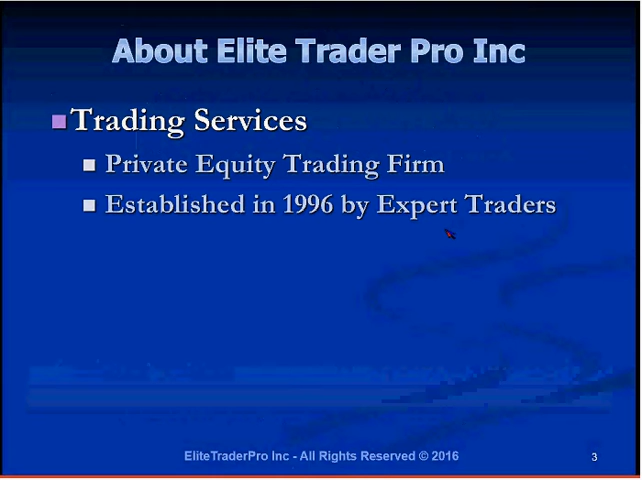 About Elite Trader Pro Inc
Trading Services
Private Equity Trading Firm
Established in 1996 by Expert Traders
EliteTraderPro Inc - All Rights Reserved © 2016
3